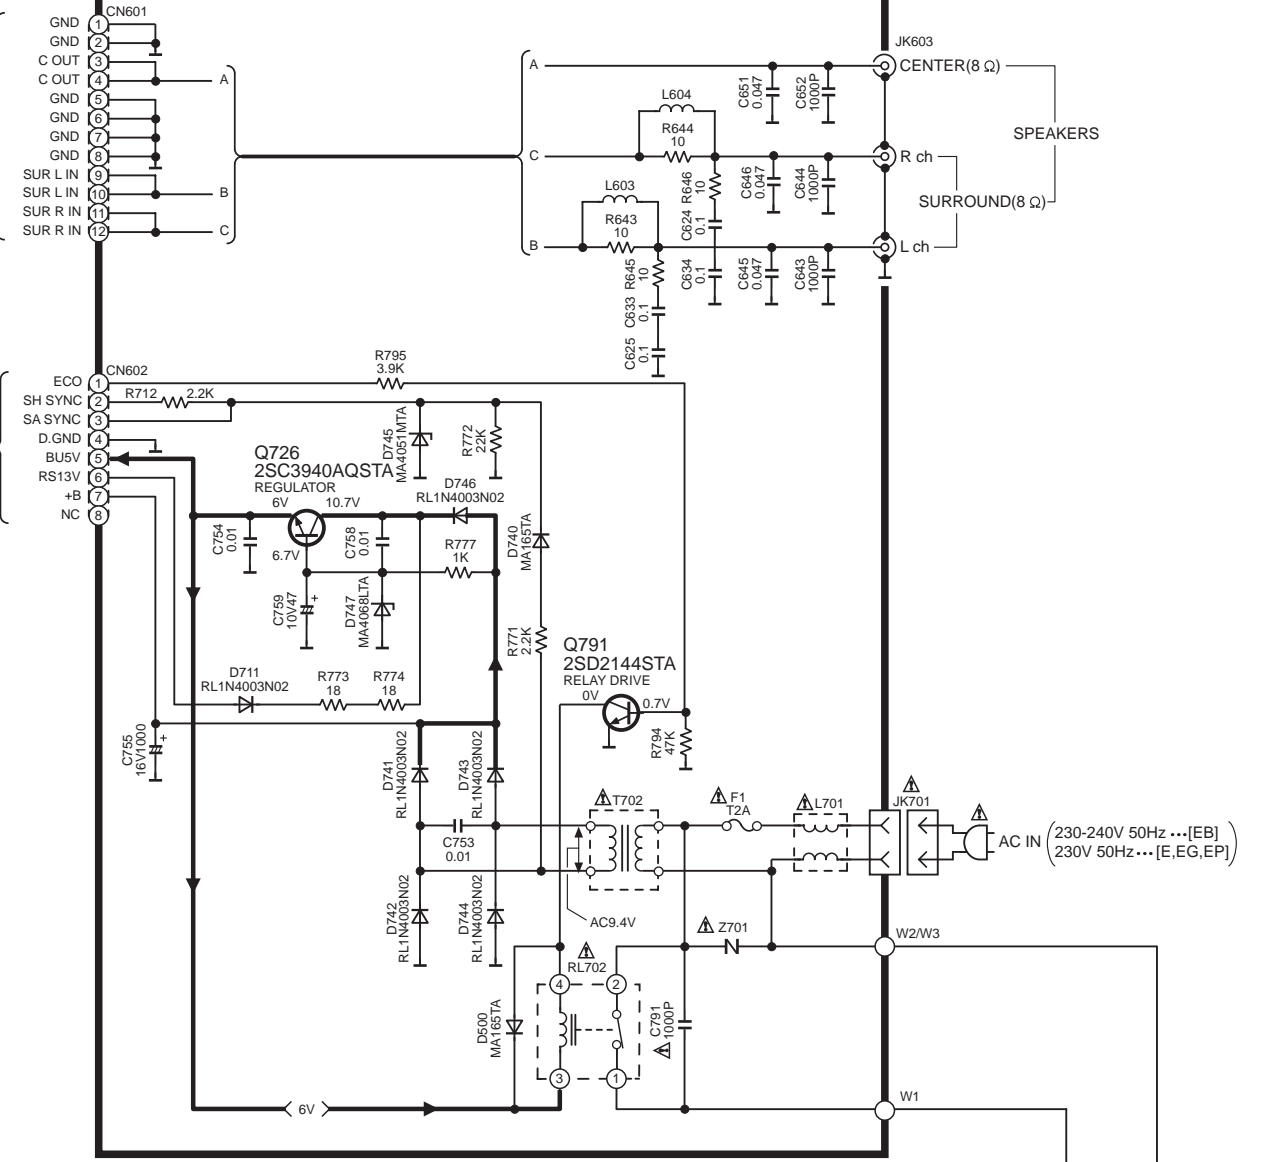 CN601
GND 1
GND 2
C OUT 3
C OUT 4
GND 5
GND 6
GND 7
GND 8
SUR L IN 9
SUR L IN 10
SUR R IN 11
SUR R IN 12
A
B
C
A
C
B
L604
R644
10
L603
R643
10
R646
10
C624
0.1
R645
10
C633
0.1
C625
0.1
C634
0.1
C651
0.047
C652
1000P
C646
0.047
C644
1000P
C645
0.047
C643
1000P
JK603
CENTER(8 Ω)
R ch
L ch
SPEAKERS
SURROUND(8 Ω)
CN602
ECO 1
SH SYNC 2
SA SYNC 3
D.GND 4
BU5V 5
RS13V 6
+B 7
NC 8
R795
3.9K
R712 2.2K
D745
MA4051MTA
R772
22K
Q726
2SC3940AQSTA
REGULATOR
6V 10.7V
6.7V
D746
RL1N4003N02
C754
0.01
C758
0.01
R777
1K
D740
MA165TA
C759
10V47
+
D747
MA4068LTA
R771
2.2K
Q791
2SD2144STA
RELAY DRIVE
0V
0.7V
R794
47K
D711
RL1N4003N02
R773
18
R774
18
C755
16V1000
+
D741
RL1N4003N02
D743
RL1N4003N02
C753
0.01
D742
RL1N4003N02
D744
RL1N4003N02
T702
F1
T2A
L701
JK701
AC IN
230-240V 50Hz •••[EB]
230V 50Hz•••[E,EG,EP]
AC9.4V
Z701
W2/W3
RL702
4
2
3
1
D500
MA165TA
C791
1000P
6V
W1